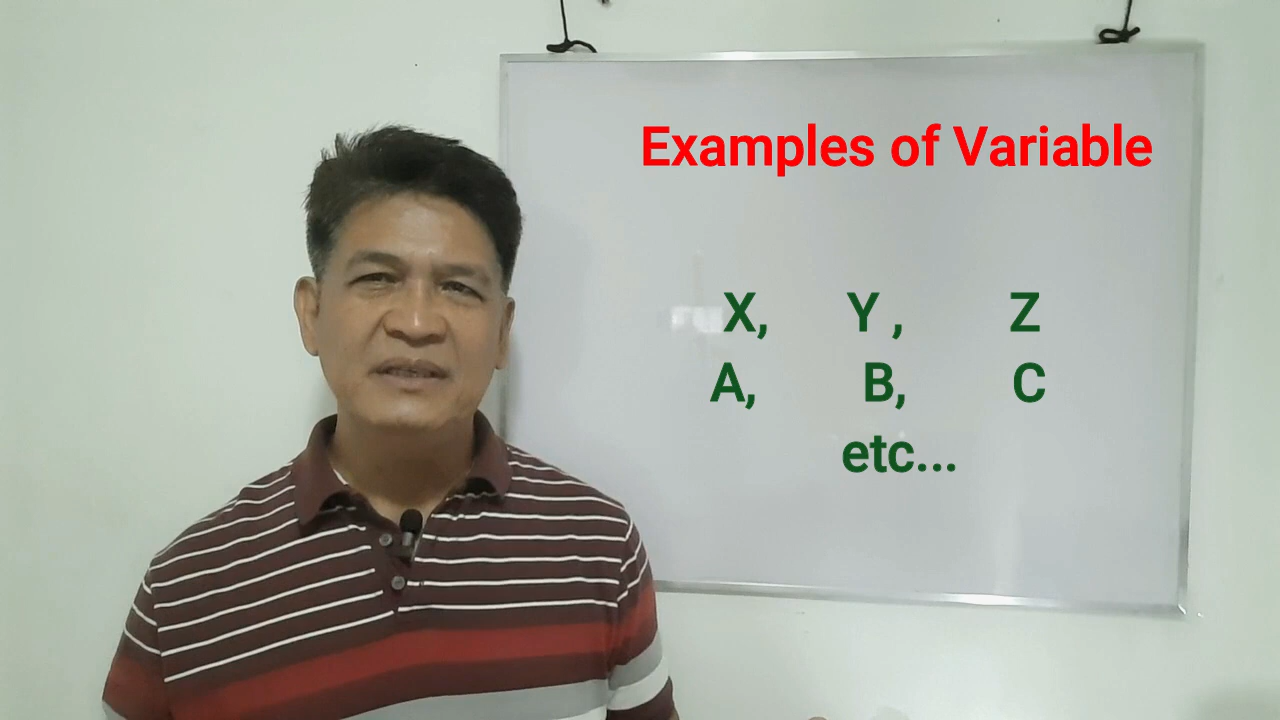 Examples of Variable
X, Y , Z
A, B, C
etc...